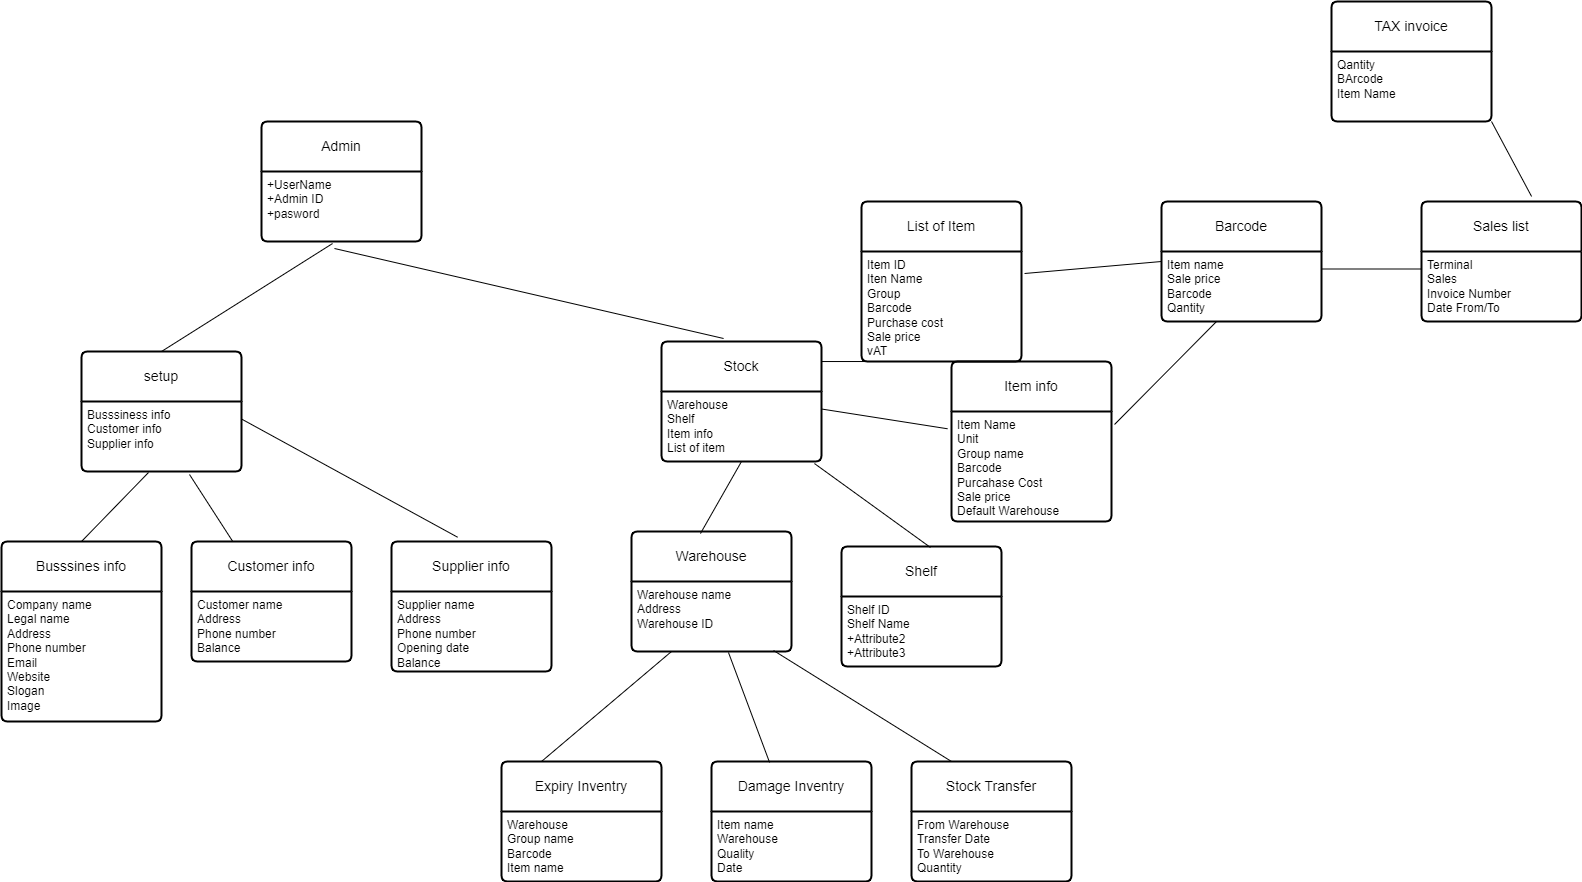 TAX invoice
Qantity
BArcode
Item Name
Admin
+UserName
+Admin ID
+pasword
List of Item
Item ID
Iten Name
Group
Barcode
Purchase cost
Sale price
vAT
Barcode
Item name
Sale price
Barcode
Qantity
Sales list
Terminal
Sales
Invoice Number
Date From/To
setup
Busssiness info
Customer info
Supplier info
Stock
Warehouse
Shelf
Item info
List of item
Item info
Item Name
Unit
Group name
Barcode
Purcahase Cost
Sale price
Default Warehouse
Busssines info
Company name
Legal name
Address
Phone number
Email
Website
Slogan
Image
Customer info
Customer name
Address
Phone number
Balance
Supplier info
Supplier name
Address
Phone number
Opening date
Balance
Warehouse
Warehouse name
Address
Warehouse ID
Shelf
Shelf ID
Shelf Name
+Attribute2
+Attribute3
Expiry Inventry
Warehouse
Group name
Barcode
Item name
Damage Inventry
Item name
Warehouse
Quality
Date
Stock Transfer
From Warehouse
Transfer Date
To Warehouse
Quantity